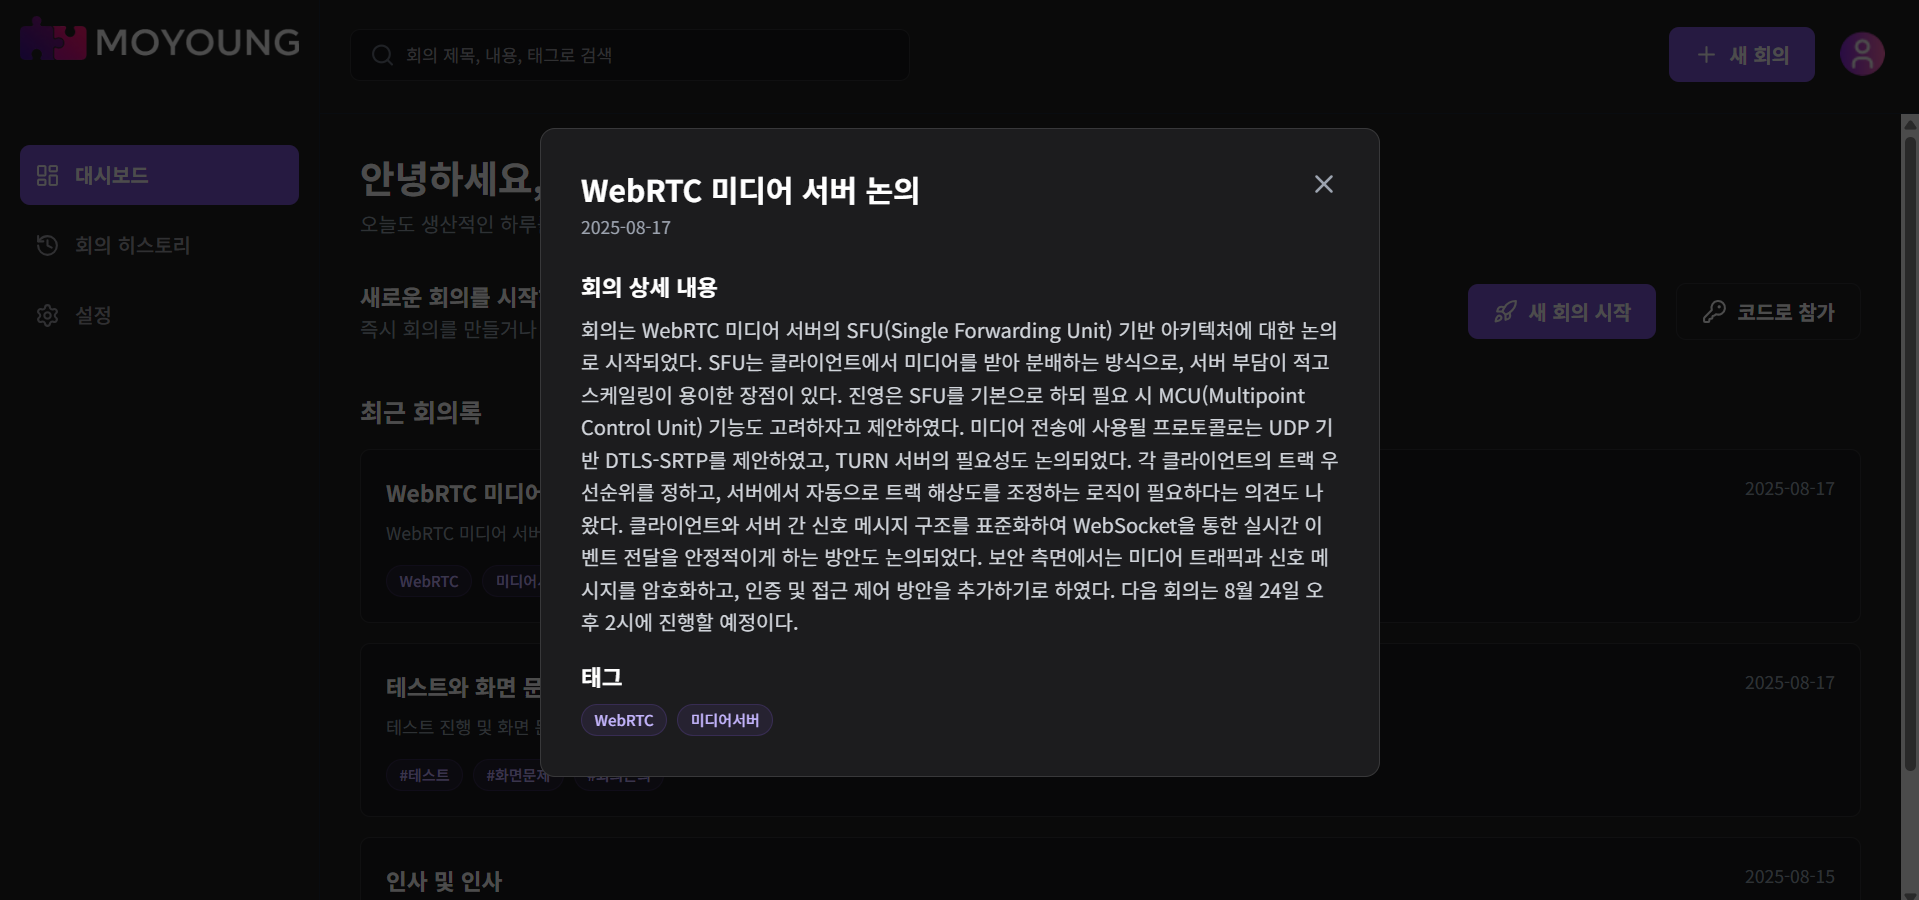 MOYOUNG
회의 제목, 내용, 태그로 검색
새 회의
대시보드
회의 히스토리
설정
안녕하세요,
오늘도 생산적인 하루
새로운 회의를 시작
즉시 회의를 만들거나
새 회의 시작
코드로 참가
최근 회의록
WebRTC 미디어
2025-08-17
WebRTC 미디어 서버
WebRTC
미디어
테스트와 화면 문
2025-08-17
테스트 진행 및 화면
#테스트
#화면문제
인사 및 인사
2025-08-15
WebRTC 미디어 서버 논의
2025-08-17
회의 상세 내용
회의는 WebRTC 미디어 서버의 SFU(Single Forwarding Unit) 기반 아키텍처에 대한 논의
로 시작되었다. SFU는 클라이언트에서 미디어를 받아 분배하는 방식으로, 서버 부담이 적고
스케일링이 용이한 장점이 있다. 진영은 SFU를 기본으로 하되 필요 시 MCU(Multipoint
Control Unit) 기능도 고려하자고 제안하였다. 미디어 전송에 사용될 프로토콜로는 UDP 기
반 DTLS-SRTP를 제안하였고, TURN 서버의 필요성도 논의되었다. 각 클라이언트의 트랙 우
선순위를 정하고, 서버에서 자동으로 트랙 해상도를 조정하는 로직이 필요하다는 의견도 나
왔다. 클라이언트와 서버 간 신호 메시지 구조를 표준화하여 WebSocket을 통한 실시간 이
벤트 전달을 안정적이게 하는 방안도 논의되었다. 보안 측면에서는 미디어 트래픽과 신호 메
시지를 암호화하고, 인증 및 접근 제어 방안을 추가하기로 하였다. 다음 회의는 8월 24일 오
후 2시에 진행할 예정이다.
태그
WebRTC
미디어서버